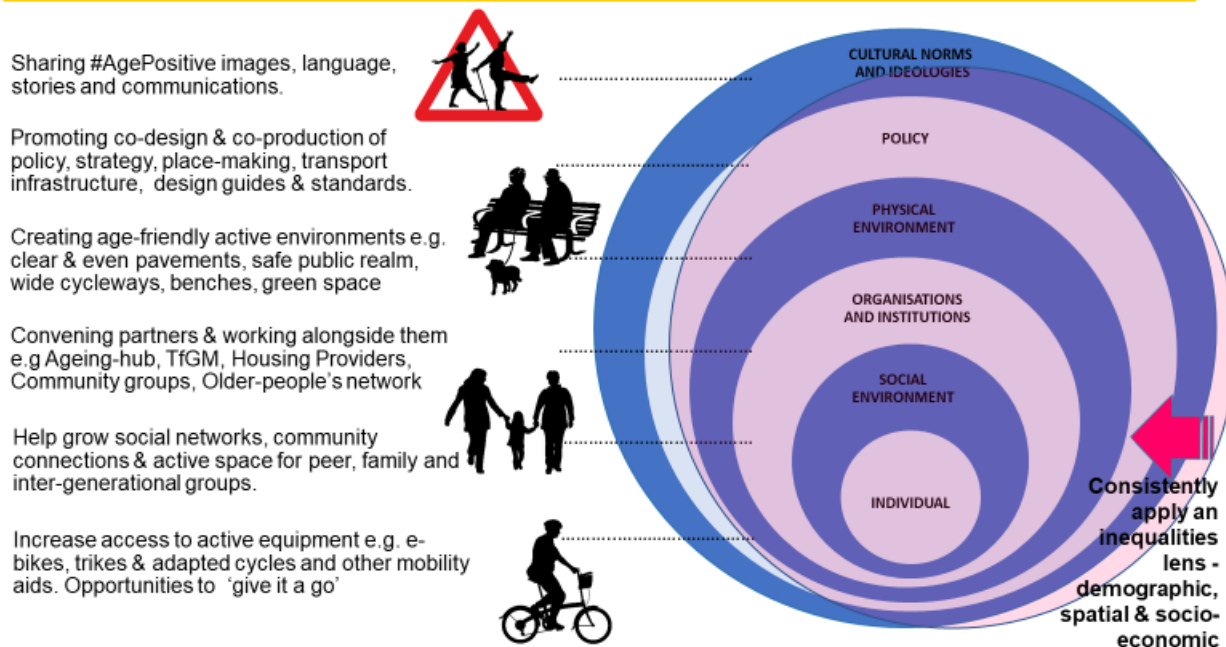 Sharing #AgePositive images, language,
stories and communications.
Promoting co-design & co-production of
policy, strategy, place-making, transport
infrastructure, design guides & standards.
Creating age-friendly active environments e.g.
clear & even pavements, safe public realm,
wide cycleways, benches, green space
Convening partners & working alongside them
e.g Ageing-hub, TfGM, Housing Providers,
Community groups, Older-people's network
Help grow social networks, community
connections & active space for peer, family and
inter-generational groups.
Increase access to active equipment e.g. e-
bikes, trikes & adapted cycles and other mobility
aids. Opportunities to 'give it a go'
CULTURAL NORMS
AND IDEOLOGIES
POLICY
PHYSICAL
ENVIRONMENT
ORGANISATIONS
AND INSTITUTIONS
SOCIAL
ENVIRONMENT
INDIVIDUAL
Consistently
apply an
inequalities
lens -
demographic,
spatial & socio-
economic